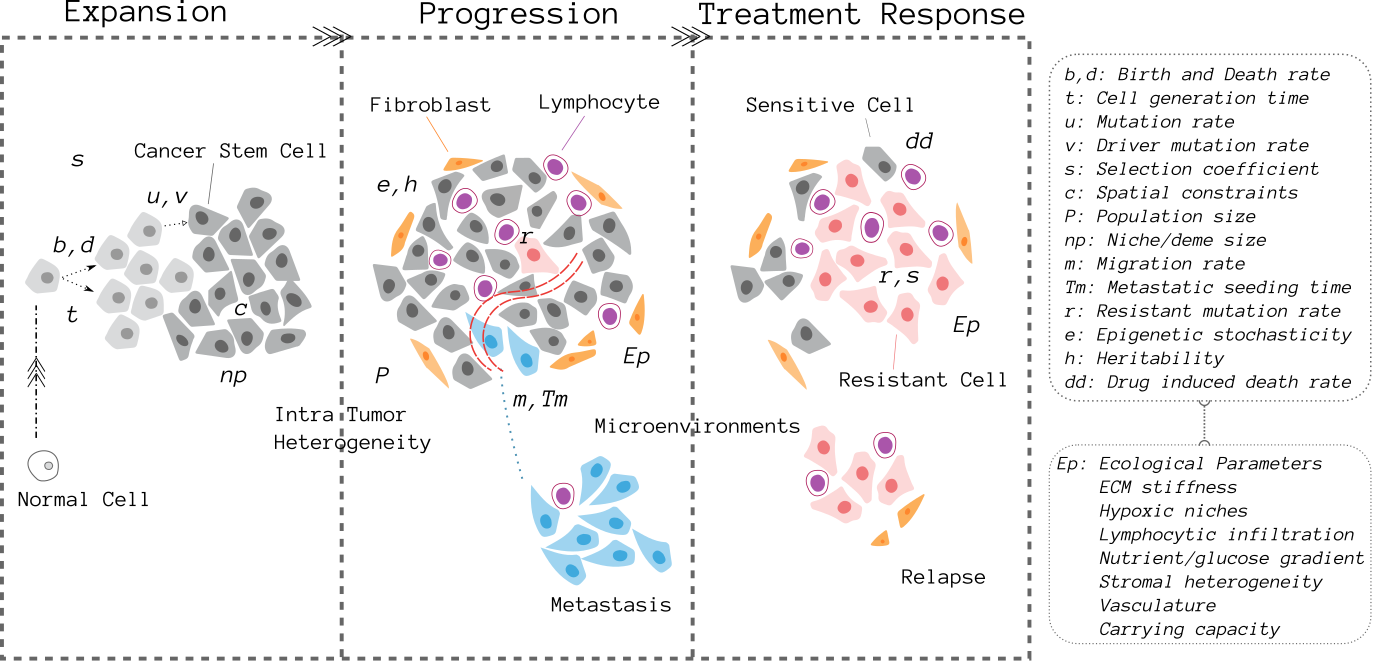 Expansion
Progression
Treatment Response
s
Cancer Stem Cell
u,v
b,d
t
c
np
Normal Cell
Fibroblast
Lymphocyte
e,h
r
P
Ep
m,Tm
Intra Tumor
Heterogeneity
Metastasis
Microenvironments
Sensitive Cell
dd
r,s
Ep
Resistant Cell
Relapse
b,d: Birth and Death rate
t: Cell generation time
u: Mutation rate
v: Driver mutation rate
s: Selection coefficient
c: Spatial constraints
P: Population size
np: Niche/deme size
m: Migration rate
Tm: Metastatic seeding time
r: Resistant mutation rate
e: Epigenetic stochasticity
h: Heritability
dd: Drug induced death rate
Ep: Ecological Parameters
ECM stiffness
Hypoxic niches
Lymphocytic infiltration
Nutrient/glucose gradient
Stromal heterogeneity
Vasculature
Carrying capacity